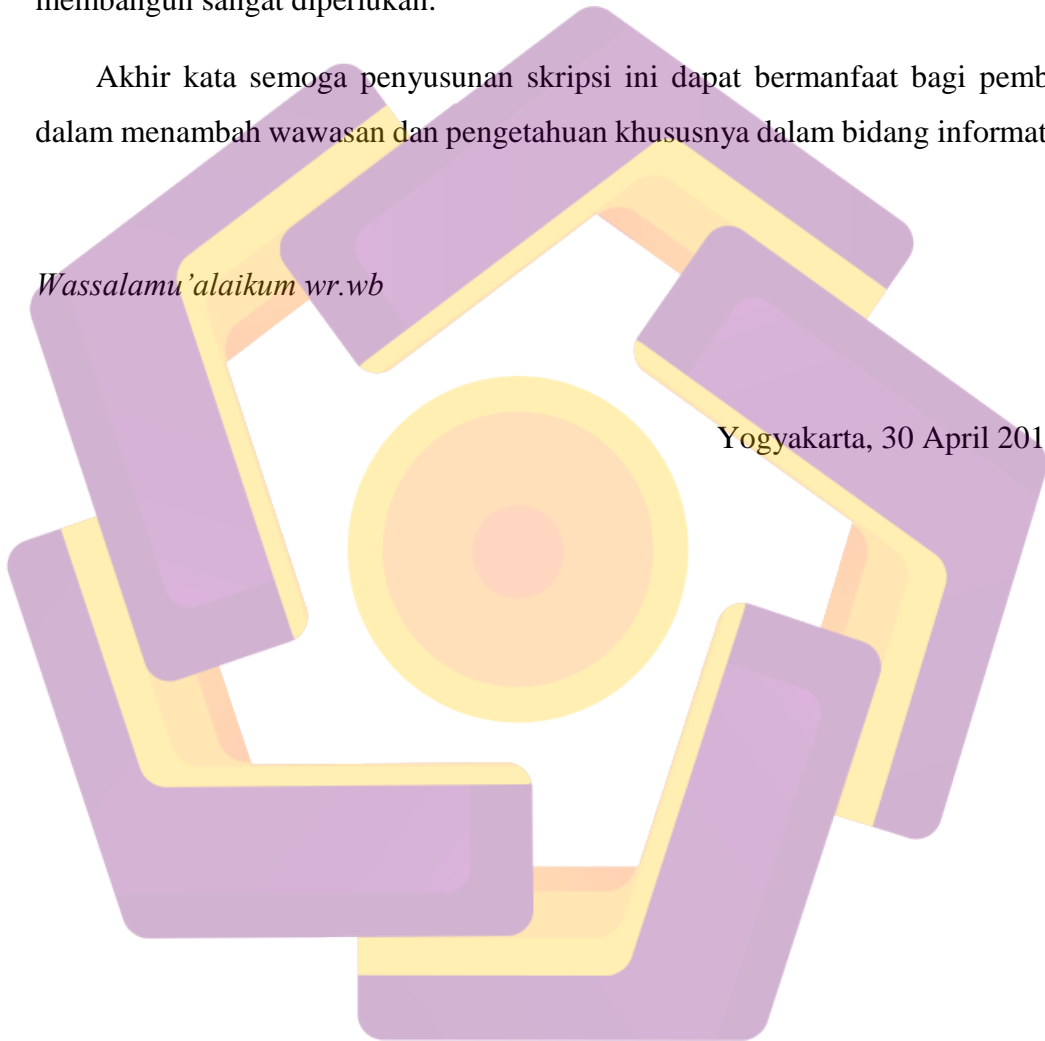 membangun sangat diperlukan.
Akhir kata semoga penyusunan skripsi ini dapat bermanfaat bagi pemb
dalam menambah wawasan dan pengetahuan khususnya dalam bidang informat
Wassalamu’alaikum wr.wb
Yogyakarta, 30 April 201